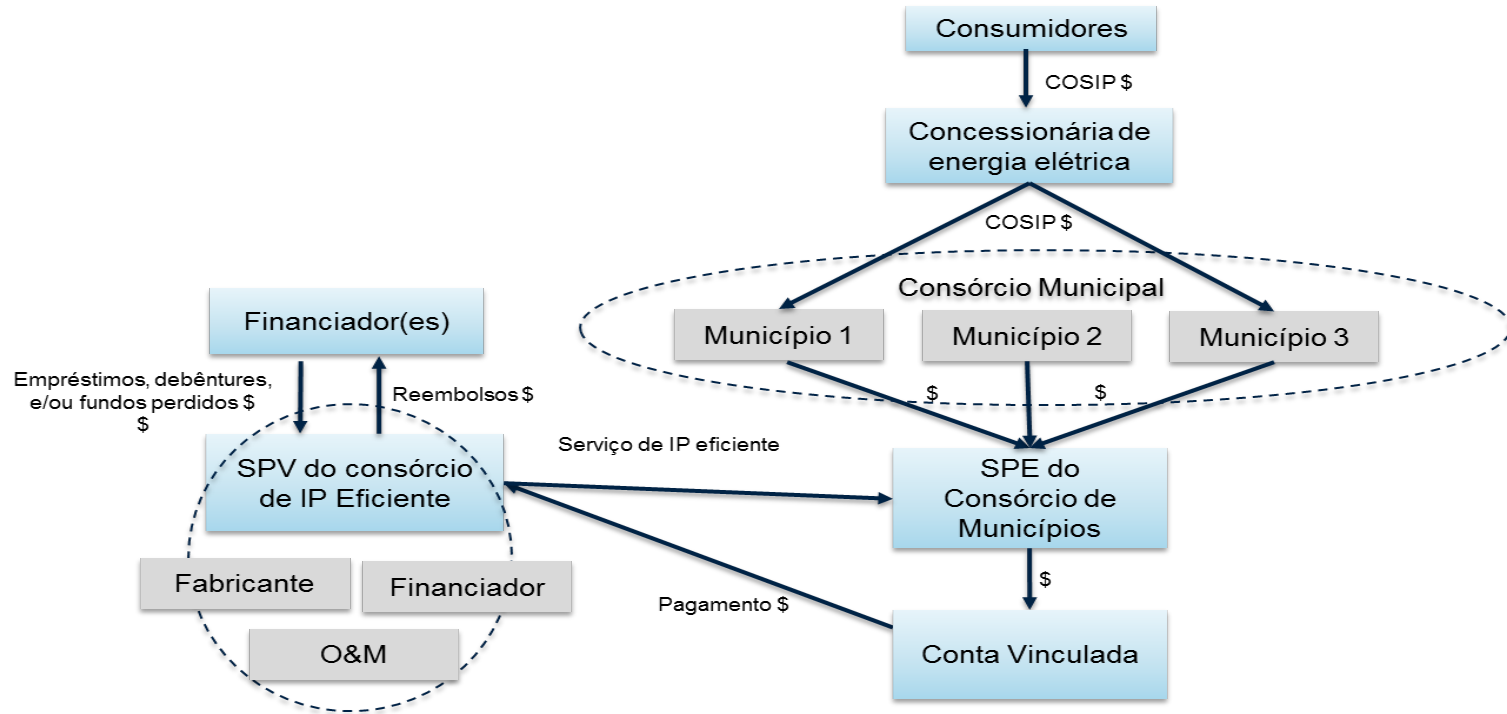 Consumidores
COSIP $
Concessionária de
energia elétrica
COSIP $
Consórcio Municipal
Município 1
Município 2
Município 3
$
$
Financiador(es)
Empréstimos, debêntures,
e/ou fundos perdidos $
$
Reembolsos $
SPV do consórcio
de IP Eficiente
Serviço de IP eficiente
SPE do
Consórcio de
Municípios
Fabricante
Financiador
O&M
$
Pagamento $
Conta Vinculada